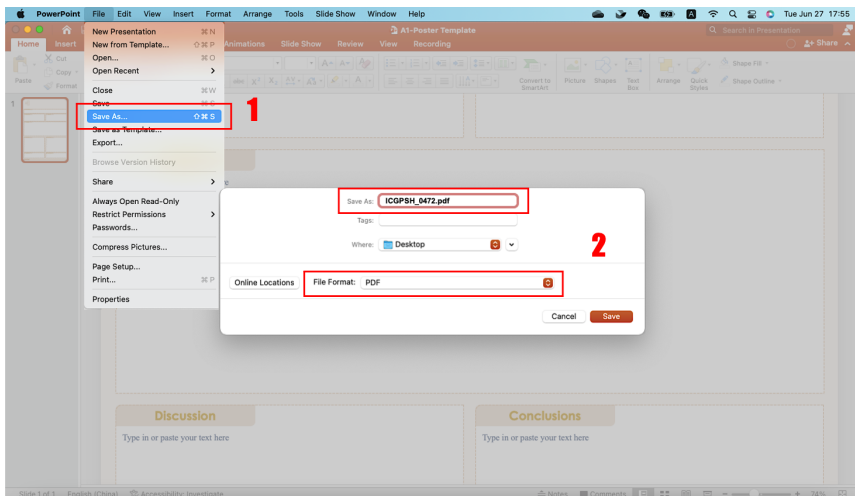 PowerPoint File Edit View Insert Format Arrange Tools Slide Show Window Help Tue Jun 27 17:55
A1-Poster Template
Search in Presentation
Home Insert Animations Slide Show Review View Recording Share
New Presentation ⌘ N
New from Template... ⇧ ⌘ P
Open... ⌘ O
Open Recent >
Close ⌘ W
Save ⌘ S
Save As... ⇧ ⌘ S
Save as Template...
Export...
Browse Version History
Share >
Always Open Read-Only
Restrict Permissions >
Passwords...
Compress Pictures...
Page Setup...
Print... ⌘ P
Properties
Paste
Cut
Copy
Format
Convert to
SmartArt
Picture
Shapes
Text
Box
Arrange
Quick
Styles
Shape Fill
Shape Outline
1
1
Save As: ICGPSH_0472.pdf
Tags:
Where: Desktop
2
Online Locations File Format: PDF
Cancel Save
Discussion
Type in or paste your text here
Conclusions
Type in or paste your text here
Slide 1 of 1 English (China) Accessibility: Investigate Notes Comments 74%